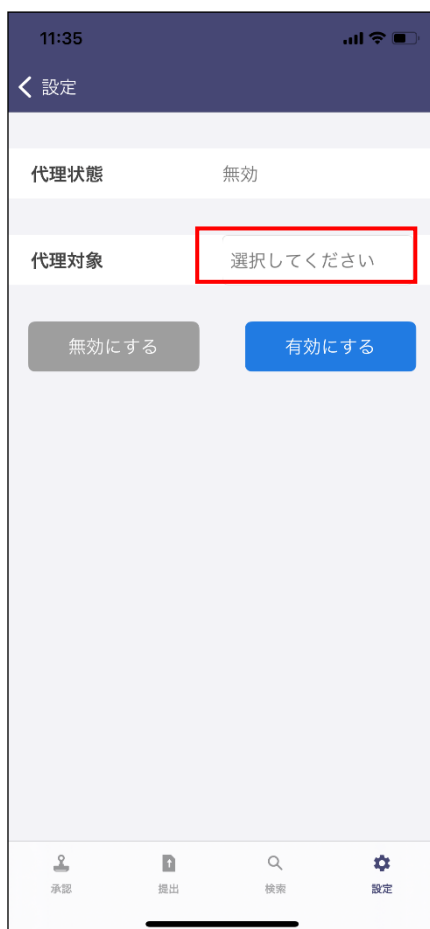 11:35
設定
代理状態 無効
代理対象 選択してください
無効にする 有効にする
承認 提出 検索 設定